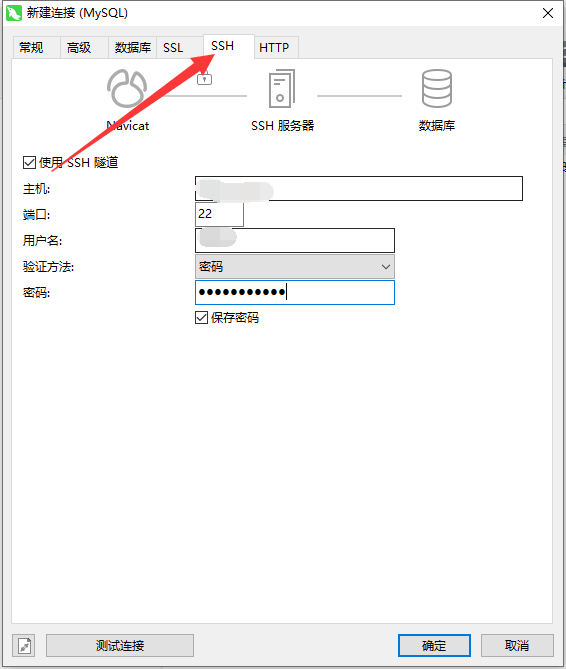 新建连接 (MySQL)
常规 高级 数据库 SSL SSH HTTP
Navicat SSH 服务器 数据库
使用 SSH 隧道
主机:
端口: 22
用户名:
验证方法: 密码
密码: ●●●●●●●●●●●
保存密码
测试连接 确定 取消